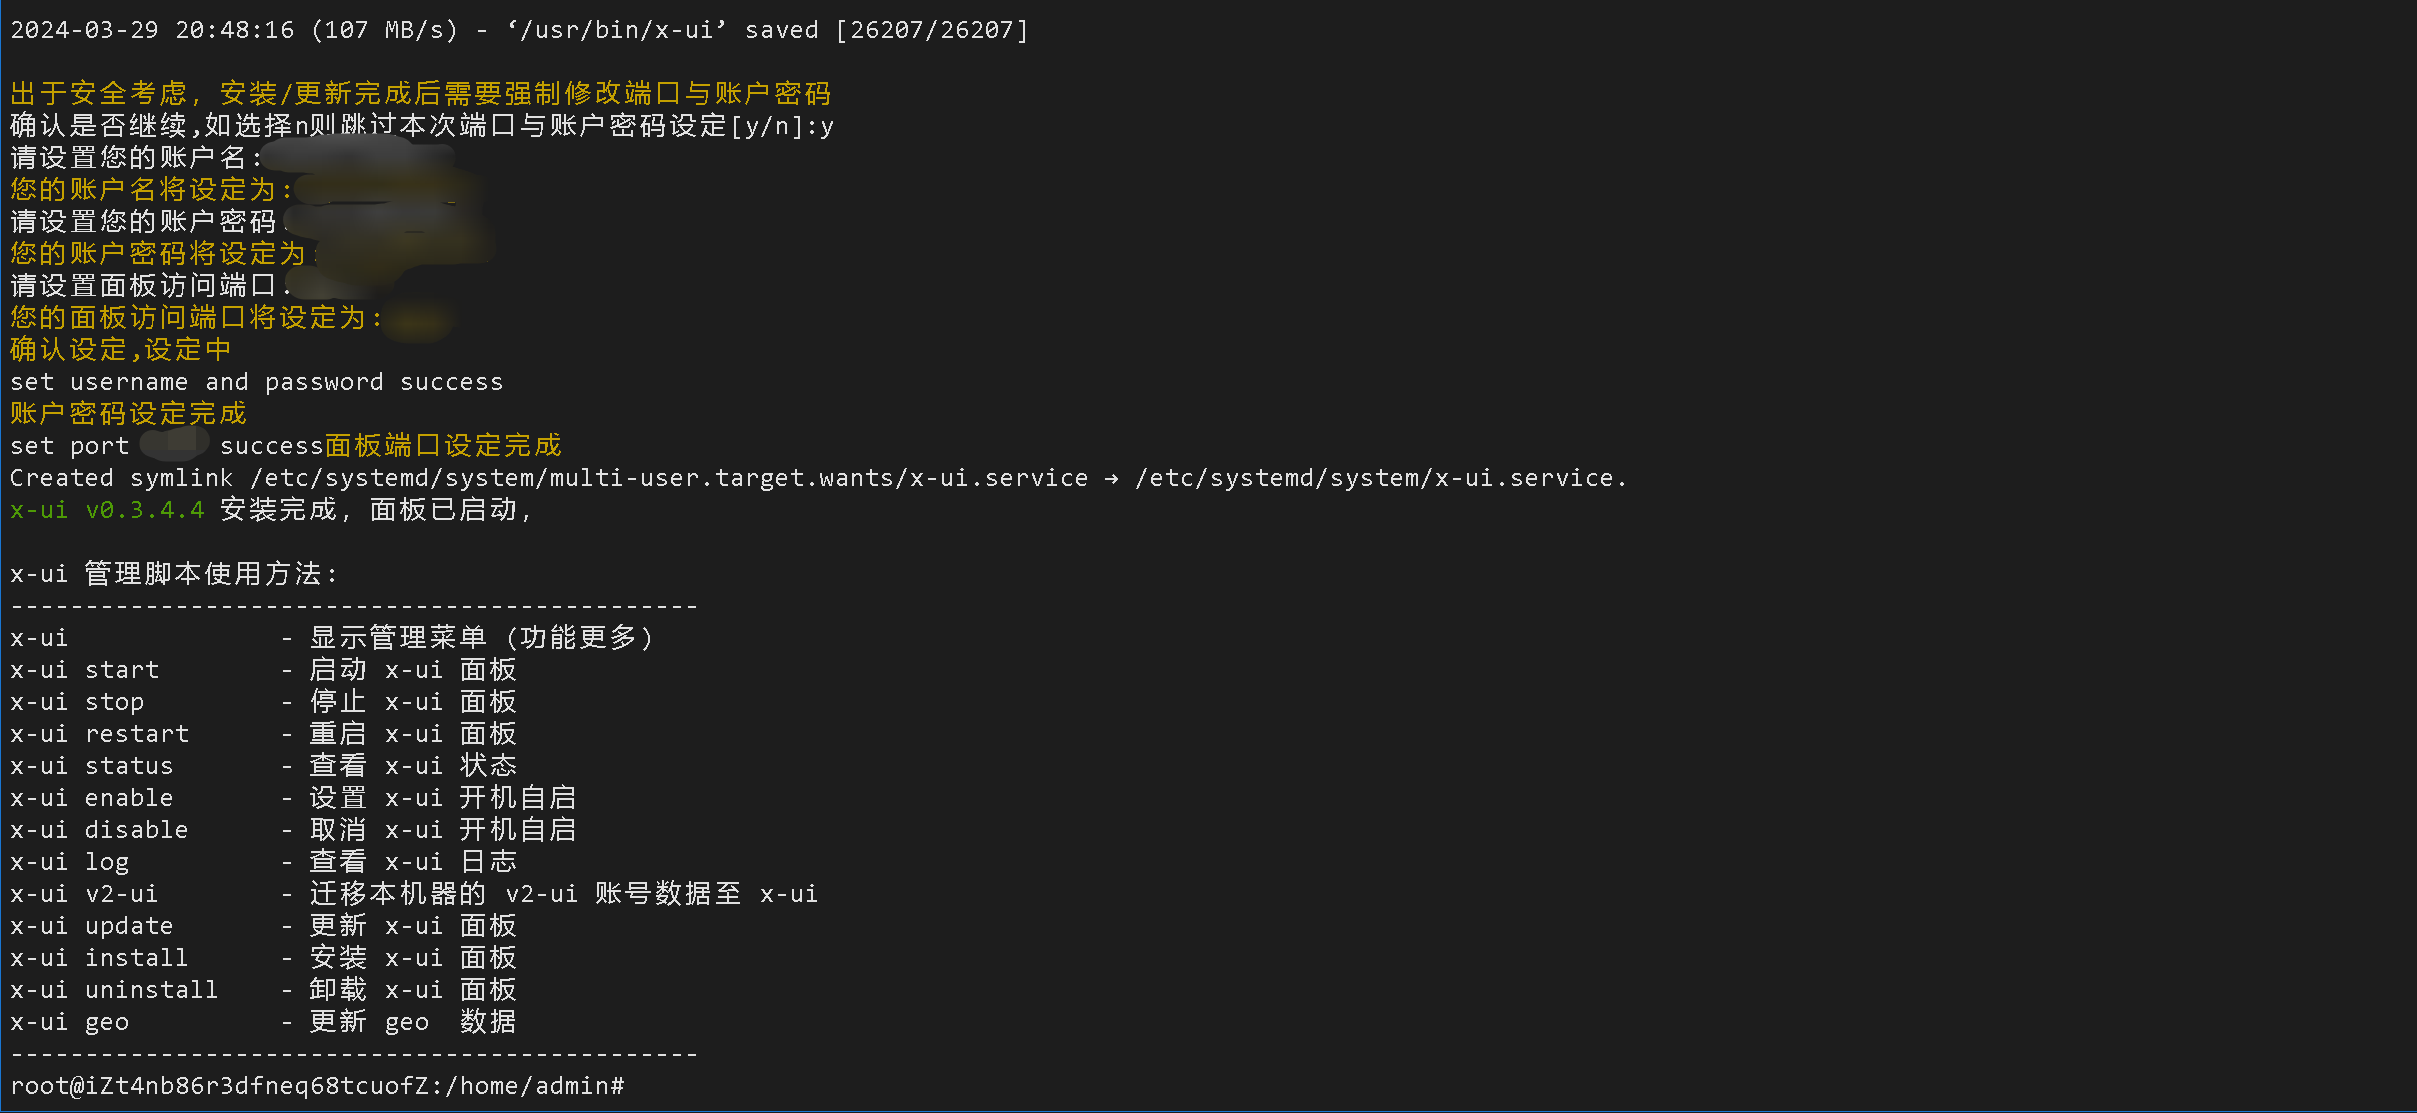 2024-03-29 20:48:16 (107 MB/s) - ‘/usr/bin/x-ui’ saved [26207/26207]
出于安全考虑, 安装/更新完成后需要强制修改端口与账户密码
确认是否继续,如选择n则跳过本次端口与账户密码设定[y/n]:y
请设置您的账户名:
您的账户名将设定为:
请设置您的账户密码
您的账户密码将设定为
请设置面板访问端口:
您的面板访问端口将设定为:
确认设定,设定中
set username and password success
账户密码设定完成
set port success面板端口设定完成
Created symlink /etc/systemd/system/multi-user.target.wants/x-ui.service → /etc/systemd/system/x-ui.service.
x-ui v0.3.4.4 安装完成, 面板已启动,
x-ui 管理脚本使用方法:
----------------------------------------------
x-ui              - 显示管理菜单 (功能更多)
x-ui start        - 启动 x-ui 面板
x-ui stop         - 停止 x-ui 面板
x-ui restart      - 重启 x-ui 面板
x-ui status       - 查看 x-ui 状态
x-ui enable       - 设置 x-ui 开机自启
x-ui disable      - 取消 x-ui 开机自启
x-ui log          - 查看 x-ui 日志
x-ui v2-ui        - 迁移本机器的 v2-ui 账号数据至 x-ui
x-ui update       - 更新 x-ui 面板
x-ui install      - 安装 x-ui 面板
x-ui uninstall    - 卸载 x-ui 面板
x-ui geo          - 更新 geo  数据
----------------------------------------------
root@iZt4nb86r3dfneq68tcuofZ:/home/admin#